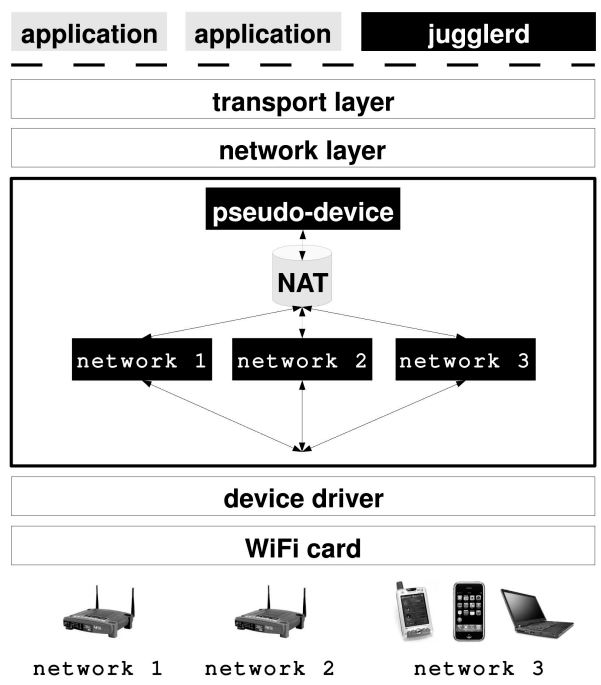 application application jugglerd
transport layer
network layer
pseudo-device
NAT
network 1 network 2 network 3
device driver
WiFi card
network 1 network 2 network 3